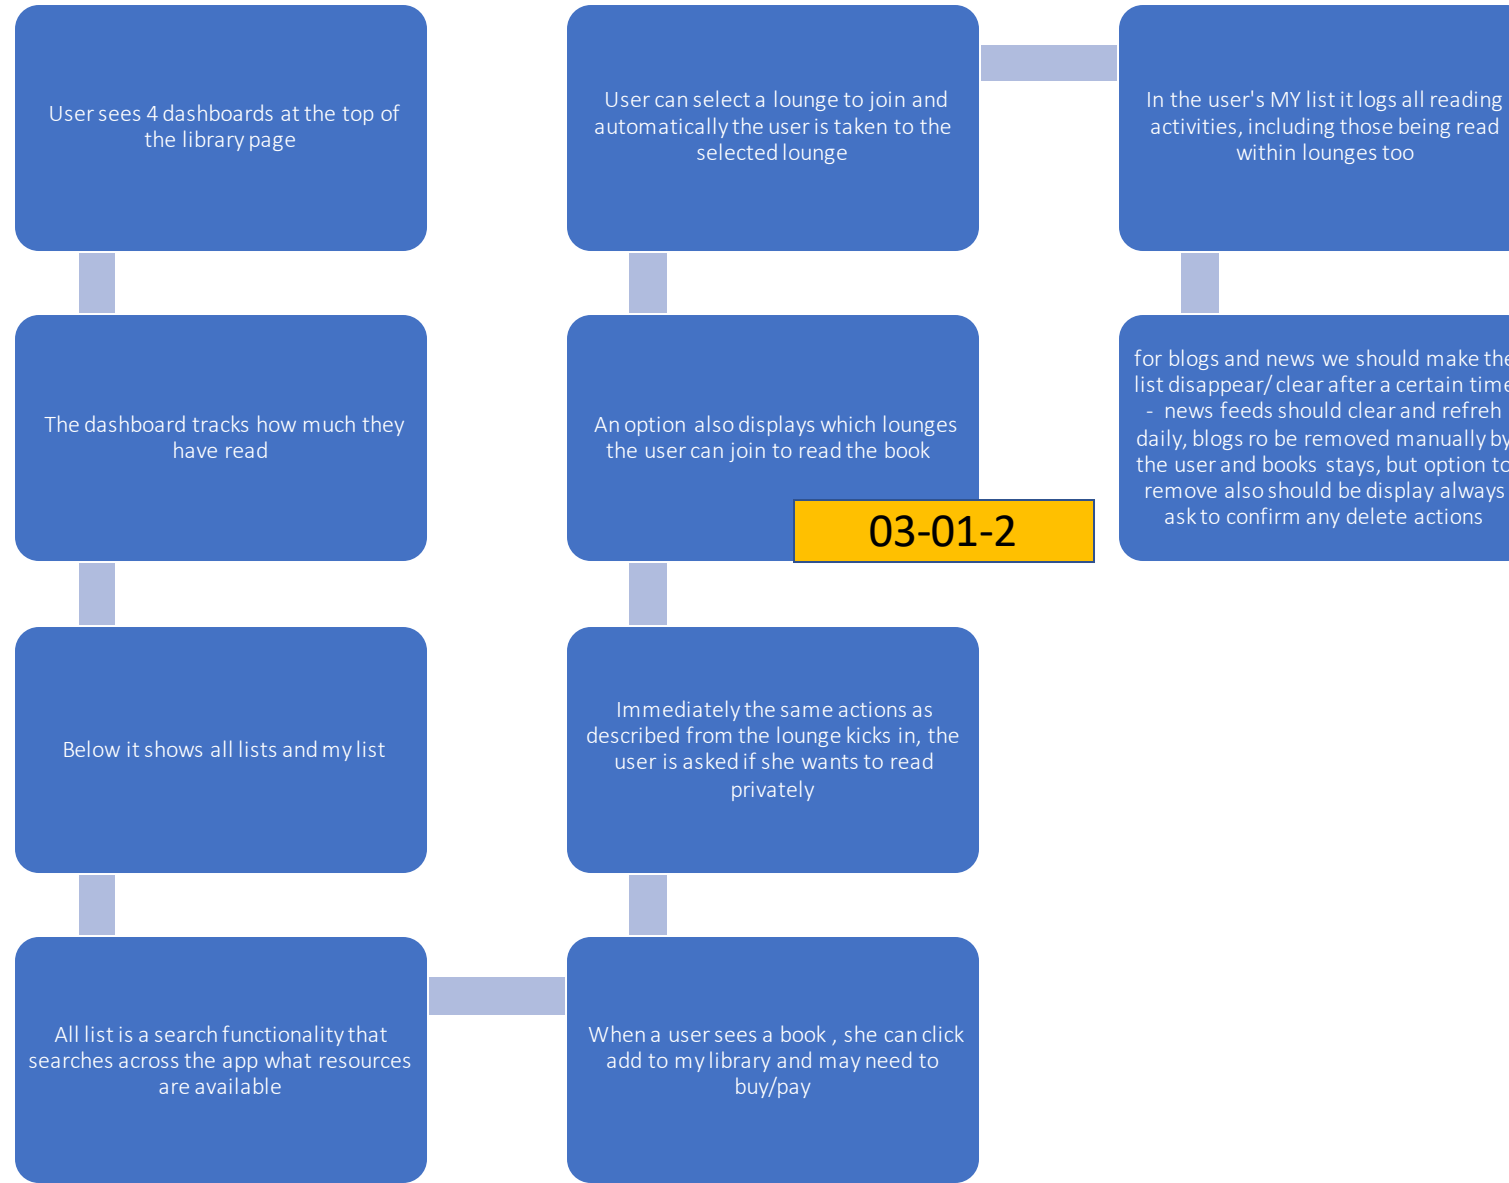 User sees 4 dashboards at the top of
the library page
The dashboard tracks how much they
have read
Below it shows all lists and my list
All list is a search functionality that
searches across the app what resources
are available
When a user sees a book , she can click
add to my library and may need to
buy/pay
Immediately the same actions as
described from the lounge kicks in, the
user is asked if she wants to read
privately
An option also displays which lounges
the user can join to read the book
03-01-2
User can select a lounge to join and
automatically the user is taken to the
selected lounge
In the user's MY list it logs all reading
activities, including those being read
within lounges too
for blogs and news we should make the
list disappear/ clear after a certain time
- news feeds should clear and refreh
daily, blogs ro be removed manually by
the user and books stays, but option to
remove also should be display always
ask to confirm any delete actions